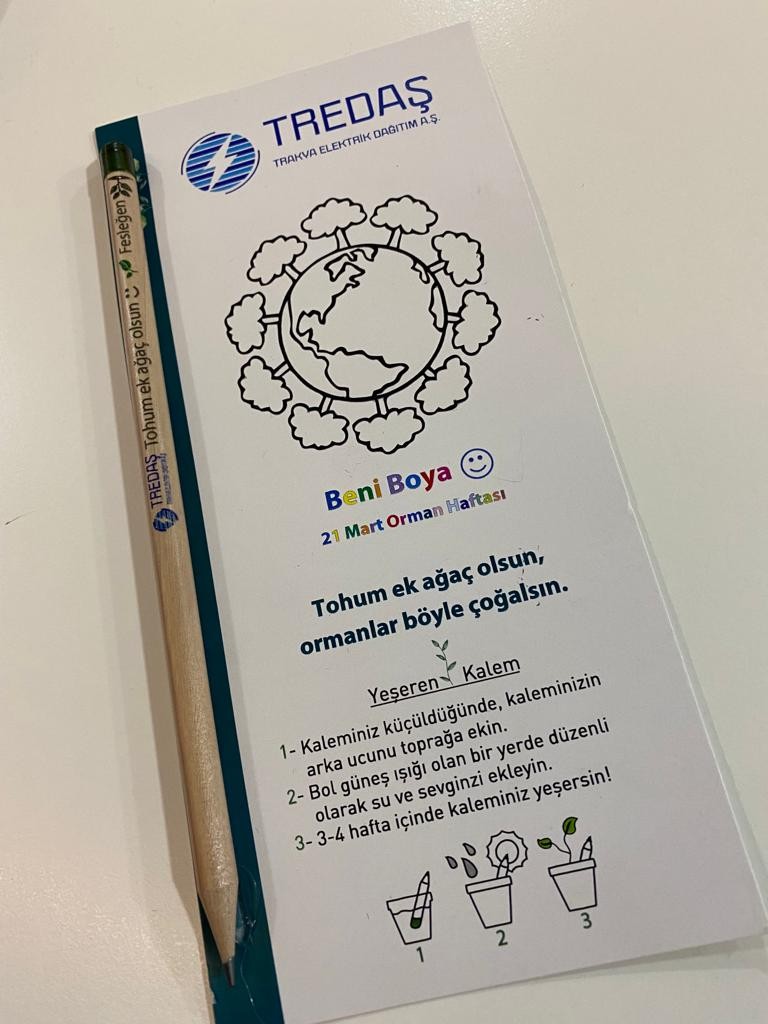 TREDAŞ
TRAKYA ELEKTRİK DAĞITIM A.Ş.
Beni Boya
21 Mart Orman Haftası
Tohum ek ağaç olsun,
ormanlar böyle çoğalsın.
Yeşeren Kalem
1- Kaleminiz küçüldüğünde, kaleminizin
arka ucunu toprağa ekin.
2- Bol güneş ışığı olan bir yerde düzenli
olarak su ve sevginzi ekleyin.
3- 3-4 hafta içinde kaleminiz yeşersin!
1
2
3
TREDAŞ Tohum ek ağaç olsun Fesleğen